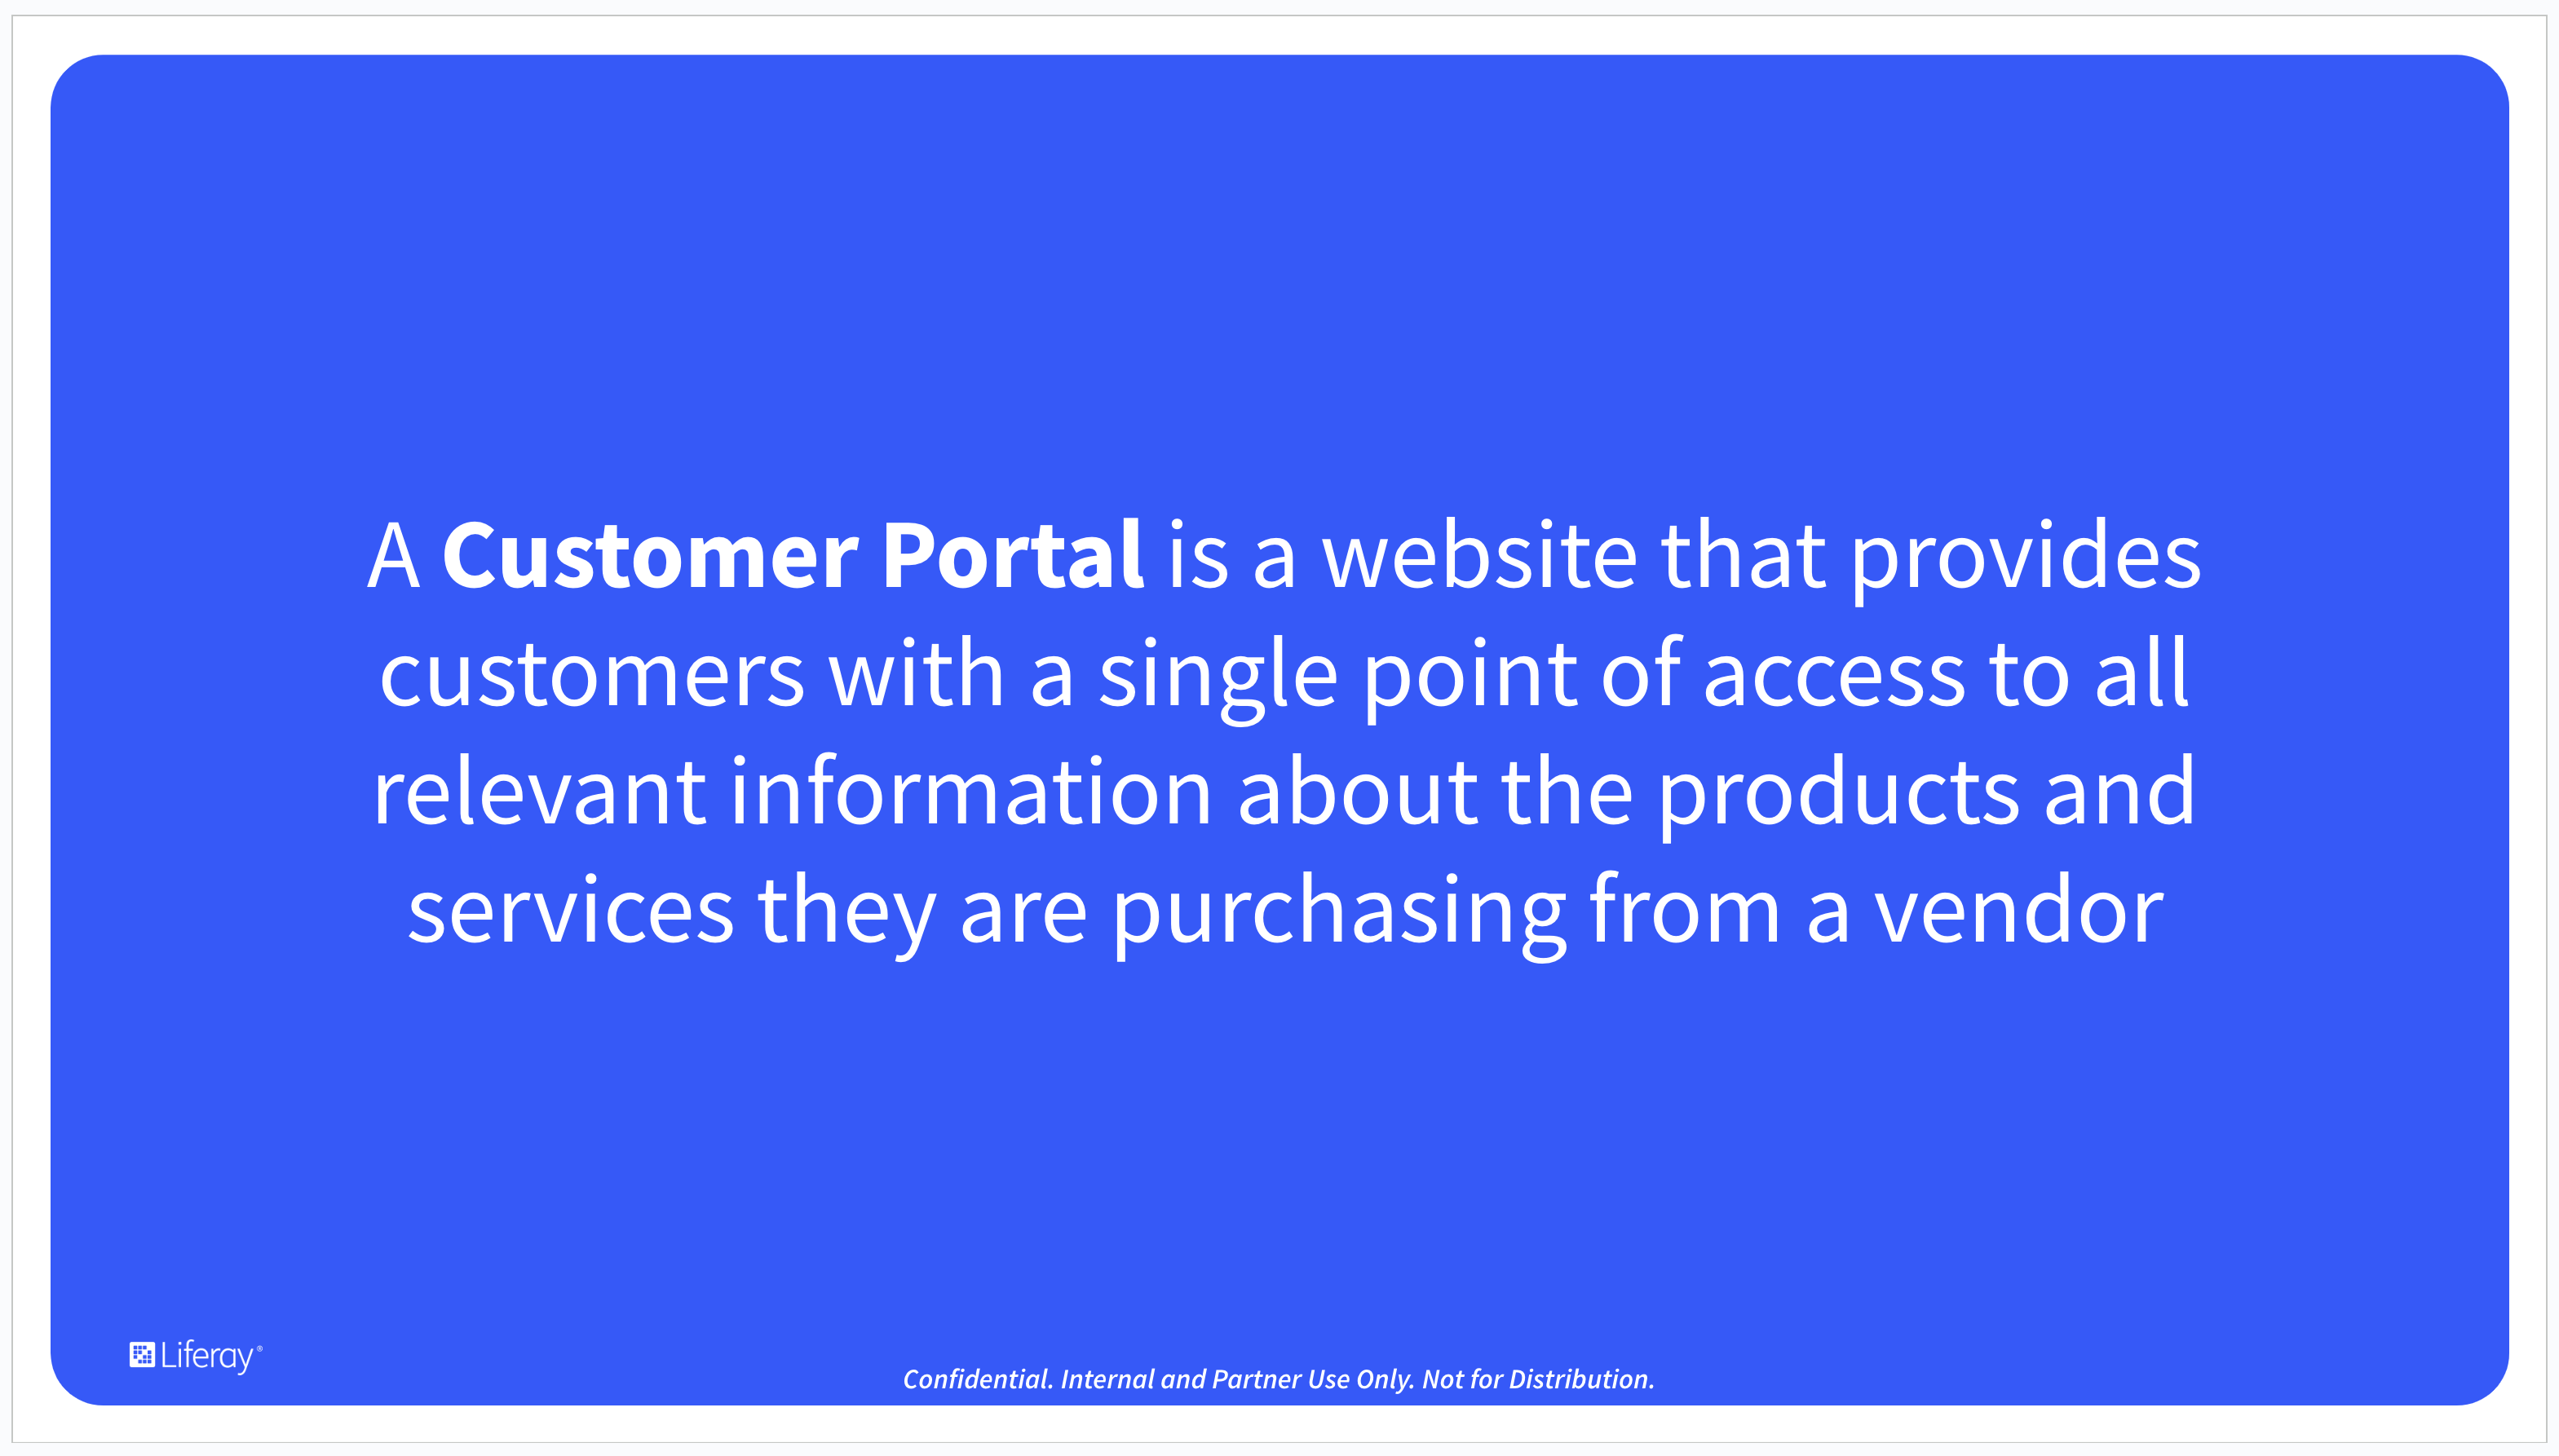 A Customer Portal is a website that provides
customers with a single point of access to all
relevant information about the products and
services they are purchasing from a vendor
Liferay®
Confidential. Internal and Partner Use Only. Not for Distribution.